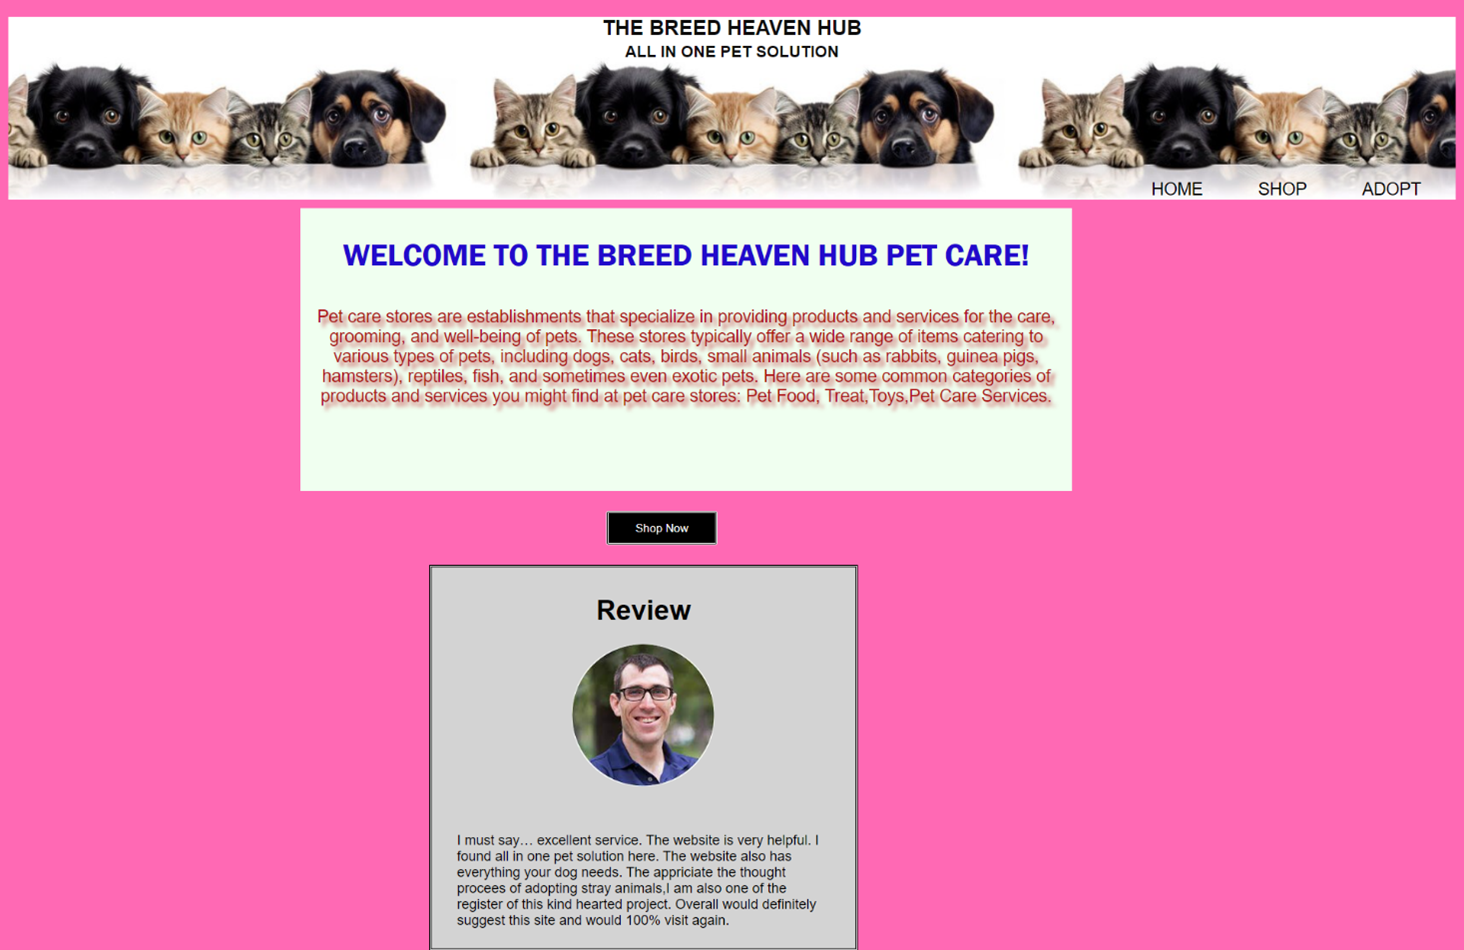 THE BREED HEAVEN HUB
ALL IN ONE PET SOLUTION
HOME SHOP ADOPT
WELCOME TO THE BREED HEAVEN HUB PET CARE!
Pet care stores are establishments that specialize in providing products and services for the care,
grooming, and well-being of pets. These stores typically offer a wide range of items catering to
various types of pets, including dogs, cats, birds, small animals (such as rabbits, guinea pigs,
hamsters), reptiles, fish, and sometimes even exotic pets. Here are some common categories of
products and services you might find at pet care stores: Pet Food, Treat,Toys,Pet Care Services.
Shop Now
Review
I must say… excellent service. The website is very helpful. I
found all in one pet solution here. The website also has
everything your dog needs. The appriciate the thought
procees of adopting stray animals,I am also one of the
register of this kind hearted project. Overall would definitely
suggest this site and would 100% visit again.